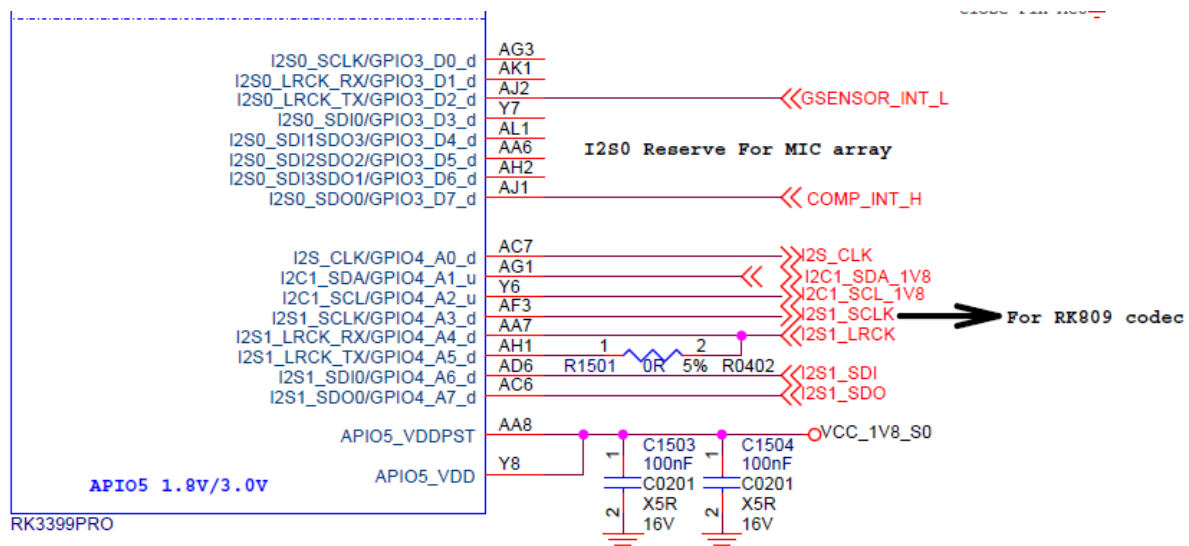 I2S0_SCLK/GPIO3_D0_d AG3
I2S0_LRCK_RX/GPIO3_D1_d AK1
I2S0_LRCK_TX/GPIO3_D2_d AJ2 GSENSOR_INT_L
I2S0_SDI0/GPIO3_D3_d Y7
I2S0_SDI1SDO3/GPIO3_D4_d AL1
I2S0 Reserve For MIC array
I2S0_SDI2SDO2/GPIO3_D5_d AA6
I2S0_SDI3SDO1/GPIO3_D6_d AH2
I2S0_SDO0/GPIO3_D7_d AJ1 COMP_INT_H
I2S_CLK/GPIO4_A0_d AC7 I2S_CLK
I2C1_SDA/GPIO4_A1_u AG1 I2C1_SDA_1V8
I2C1_SCL/GPIO4_A2_u Y6 I2C1_SCL_1V8
I2S1_SCLK/GPIO4_A3_d AF3 I2S1_SCLK For RK809 codec
I2S1_LRCK_RX/GPIO4_A4_d AA7 I2S1_LRCK
I2S1_LRCK_TX/GPIO4_A5_d AH1 1 2
R1501 0R 5% R0402
I2S1_SDI0/GPIO4_A6_d AD6 I2S1_SDI
I2S1_SDO0/GPIO4_A7_d AC6 I2S1_SDO
APIO5_VDDPST AA8 VCC_1V8_S0
APIO5_VDD Y8
1 C1503 1 C1504
100nF 100nF
C0201 C0201
X5R X5R
2 16V 2 16V
APIO5 1.8V/3.0V
RK3399PRO